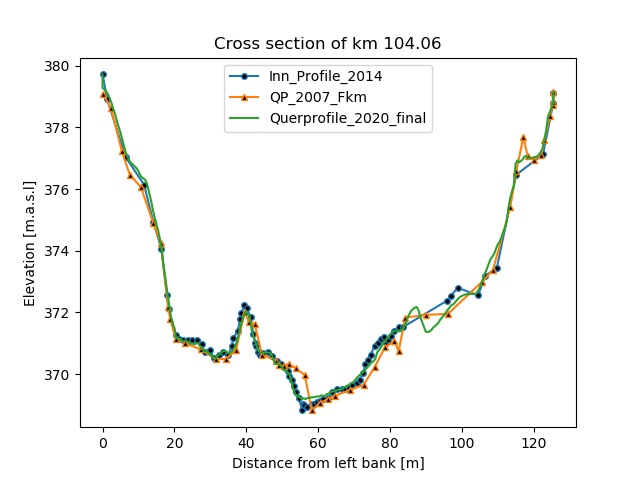 Cross section of km 104.06
Inn_Profile_2014
QP_2007_Fkm
Querprofile_2020_final
380
378
376
374
372
370
Elevation [m.a.s.l]
0 20 40 60 80 100 120
Distance from left bank [m]